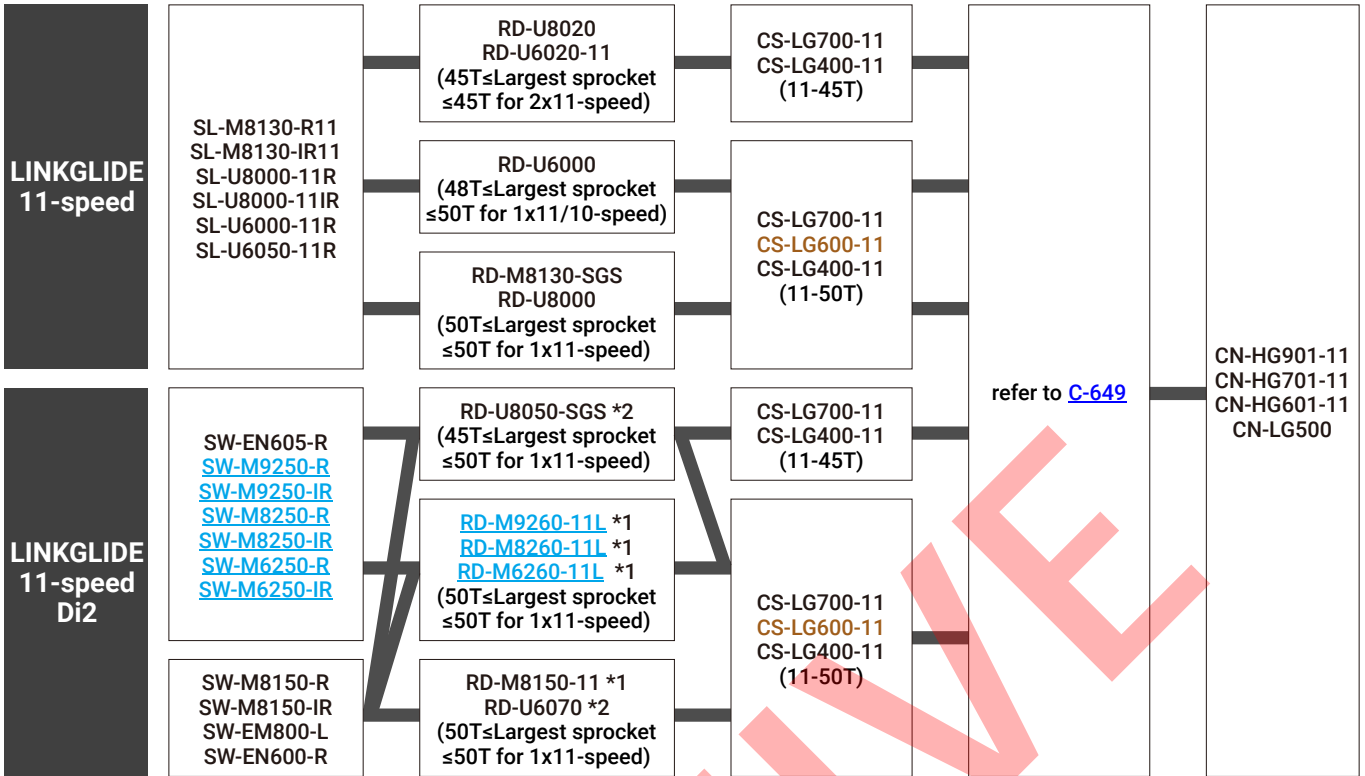 LINKGLIDE
11-speed
SL-M8130-R11
SL-M8130-IR11
SL-U8000-11R
SL-U8000-11IR
SL-U6000-11R
SL-U6050-11R
RD-U8020
RD-U6020-11
(45T≤Largest sprocket
≤45T for 2x11-speed)
CS-LG700-11
CS-LG400-11
(11-45T)
RD-U6000
(48T≤Largest sprocket
≤50T for 1x11/10-speed)
RD-M8130-SGS
RD-U8000
(50T≤Largest sprocket
≤50T for 1x11-speed)
CS-LG700-11
CS-LG600-11
CS-LG400-11
(11-50T)
LINKGLIDE
11-speed
Di2
SW-EN605-R
SW-M9250-R
SW-M9250-IR
SW-M8250-R
SW-M8250-IR
SW-M6250-R
SW-M6250-IR
SW-M8150-R
SW-M8150-IR
SW-EM800-L
SW-EN600-R
RD-U8050-SGS *2
(45T≤Largest sprocket
≤50T for 1x11-speed)
RD-M9260-11L *1
RD-M8260-11L *1
RD-M6260-11L *1
(50T≤Largest sprocket
≤50T for 1x11-speed)
RD-M8150-11 *1
RD-U6070 *2
(50T≤Largest sprocket
≤50T for 1x11-speed)
CS-LG700-11
CS-LG400-11
(11-45T)
CS-LG700-11
CS-LG600-11
CS-LG400-11
(11-50T)
refer to C-649
CN-HG901-11
CN-HG701-11
CN-HG601-11
CN-LG500